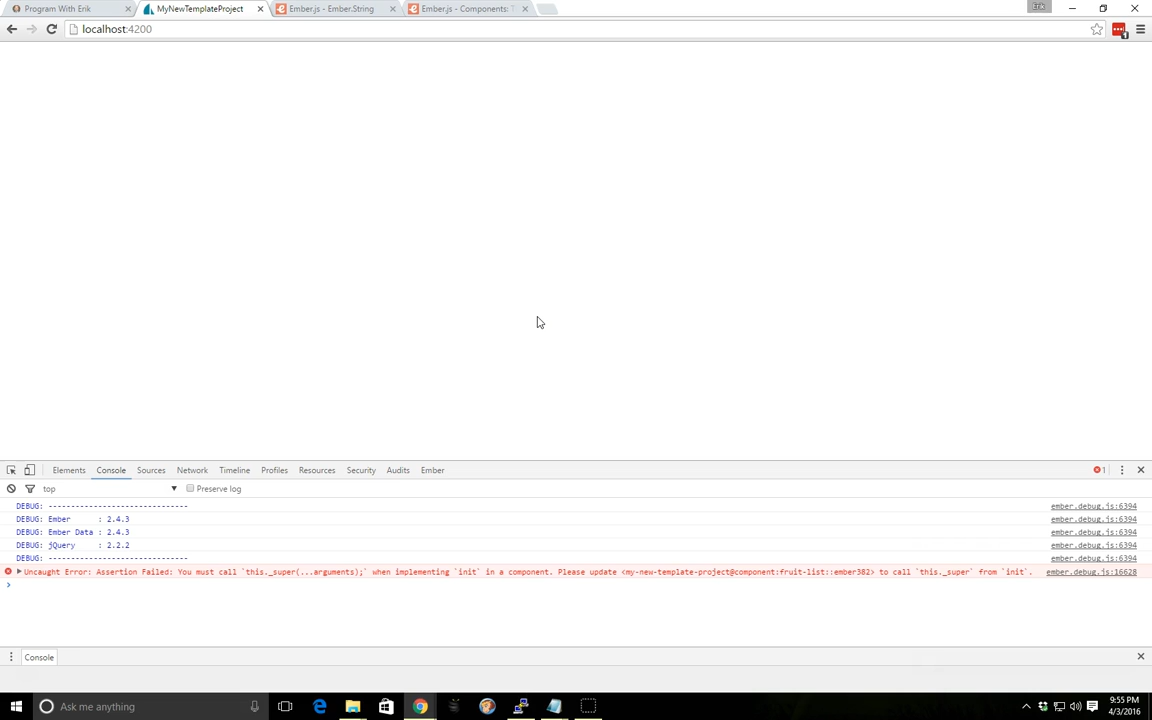 Program With Erik
MyNewTemplateProject
Ember.js - Ember.String
Ember.js - Components: T
Erik
localhost:4200
1
Elements Console Sources Network Timeline Profiles Resources Security Audits Ember
1
top ▼ Preserve log
DEBUG: -------------------------------
ember.debug.js:6394
DEBUG: Ember      : 2.4.3
ember.debug.js:6394
DEBUG: Ember Data : 2.4.3
ember.debug.js:6394
DEBUG: jQuery     : 2.2.2
ember.debug.js:6394
DEBUG: -------------------------------
ember.debug.js:6394
Uncaught Error: Assertion Failed: You must call `this._super(...arguments);` when implementing `init` in a component. Please update <my-new-template-project@component:fruit-list::ember382> to call `this._super` from `init`.
ember.debug.js:16628
Console
Ask me anything
9:55 PM
4/3/2016